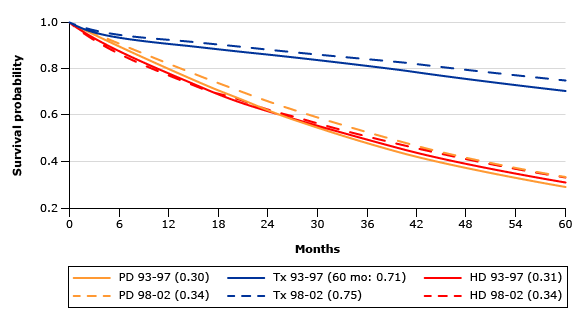 1.0
0.8
0.6
0.4
0.2
Survival probability
0 6 12 18 24 30 36 42 48 54 60
Months
PD 93-97 (0.30) Tx 93-97 (60 mo: 0.71) HD 93-97 (0.31)
PD 98-02 (0.34) Tx 98-02 (0.75) HD 98-02 (0.34)